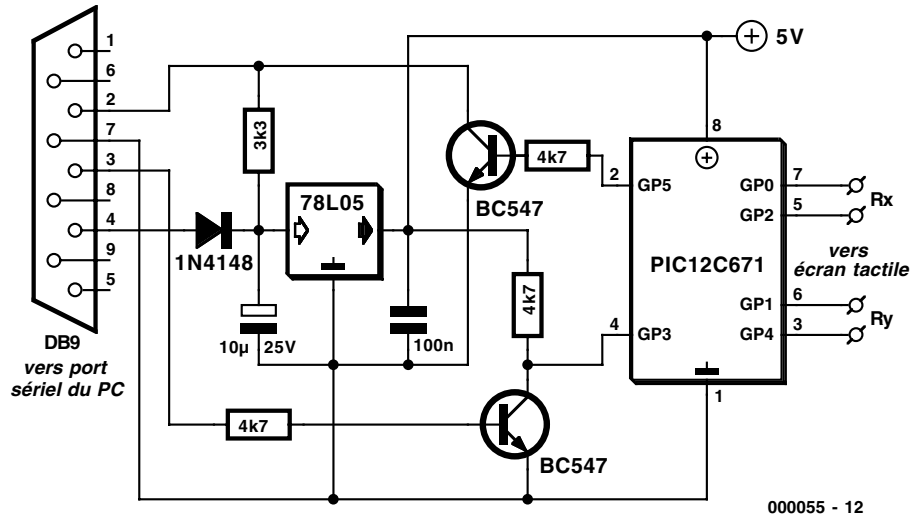 1
6
2
7
3
8
4
9
5
DB9
vers port
sériel du PC
1N4148
3k3
78L05
10µ 25V
100n
4k7
BC547
4k7
4k7
BC547
5V
8
2 GP5
GP0 7
GP2 5
Rx
PIC12C671
vers
écran tactile
4 GP3
GP1 6
GP4 3
Ry
1
000055 - 12